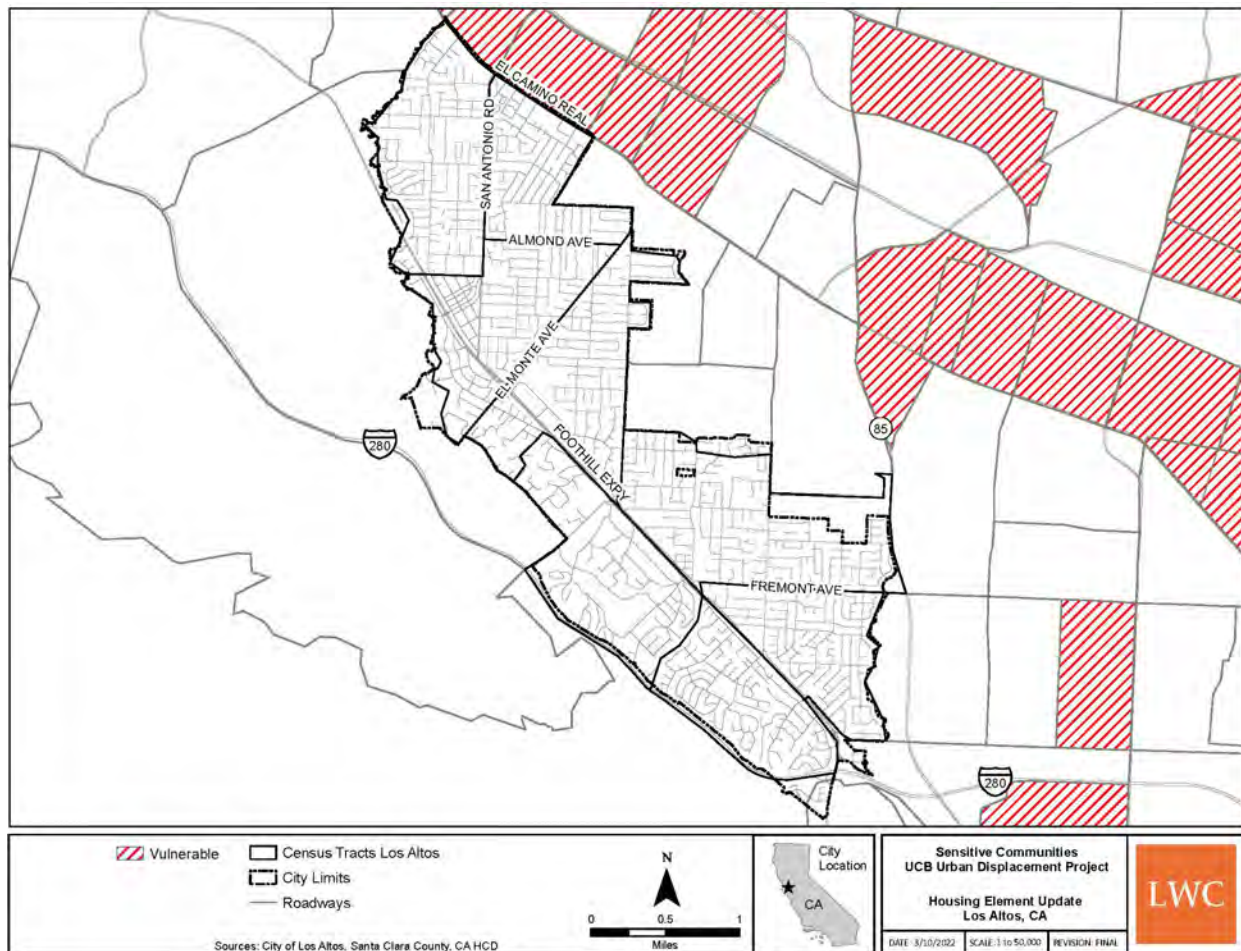 EL CAMINO REAL
SAN ANTONIO RD
ALMOND AVE
EL MONTE AVE
FOOTHILL EXPY
280
85
FREMONT AVE
280
Vulnerable
Census Tracts Los Altos
City Limits
Roadways
Sources: City of Los Altos, Santa Clara County, CA HCD
N
0 0.5 1
Miles
City
Location
CA
Sensitive Communities
UCB Urban Displacement Project
Housing Element Update
Los Altos, CA
DATE: 3/10/2022 SCALE: 1 to 50,000 REVISION: FINAL
LWC